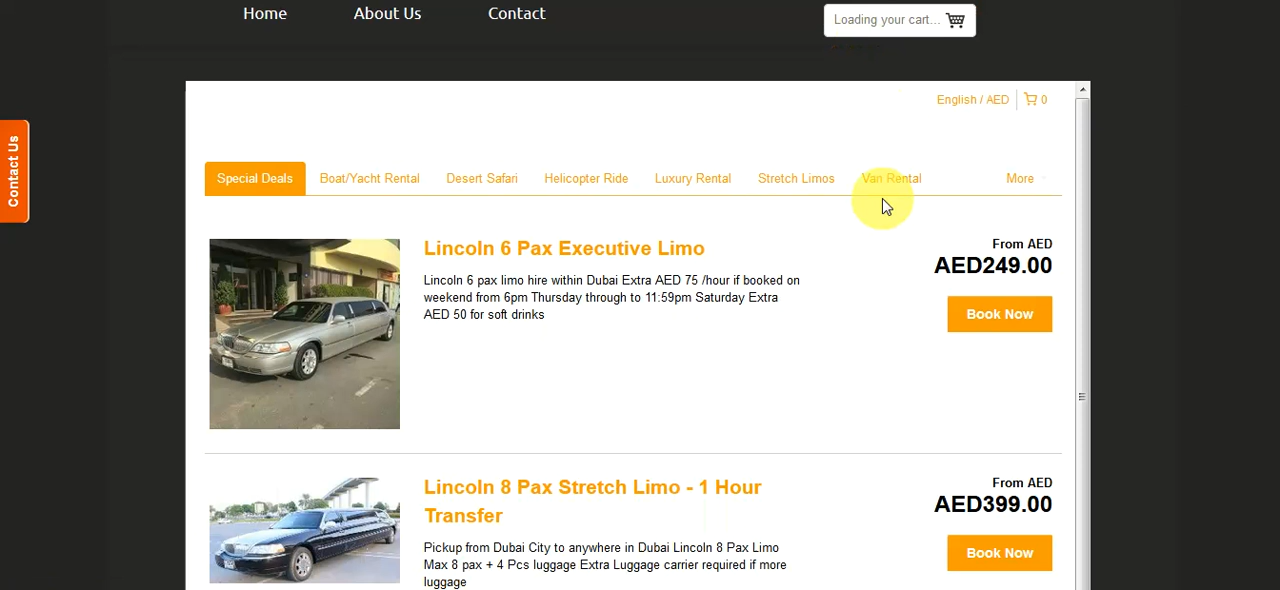 Home About Us Contact
Loading your cart...
Contact Us
English / AED 0
Special Deals Boat/Yacht Rental Desert Safari Helicopter Ride Luxury Rental Stretch Limos Van Rental More
Lincoln 6 Pax Executive Limo
Lincoln 6 pax limo hire within Dubai Extra AED 75 /hour if booked on
weekend from 6pm Thursday through to 11:59pm Saturday Extra
AED 50 for soft drinks
From AED
AED249.00
Book Now
Lincoln 8 Pax Stretch Limo - 1 Hour
Transfer
Pickup from Dubai City to anywhere in Dubai Lincoln 8 Pax Limo
Max 8 pax + 4 Pcs luggage Extra Luggage carrier required if more
luggage
From AED
AED399.00
Book Now